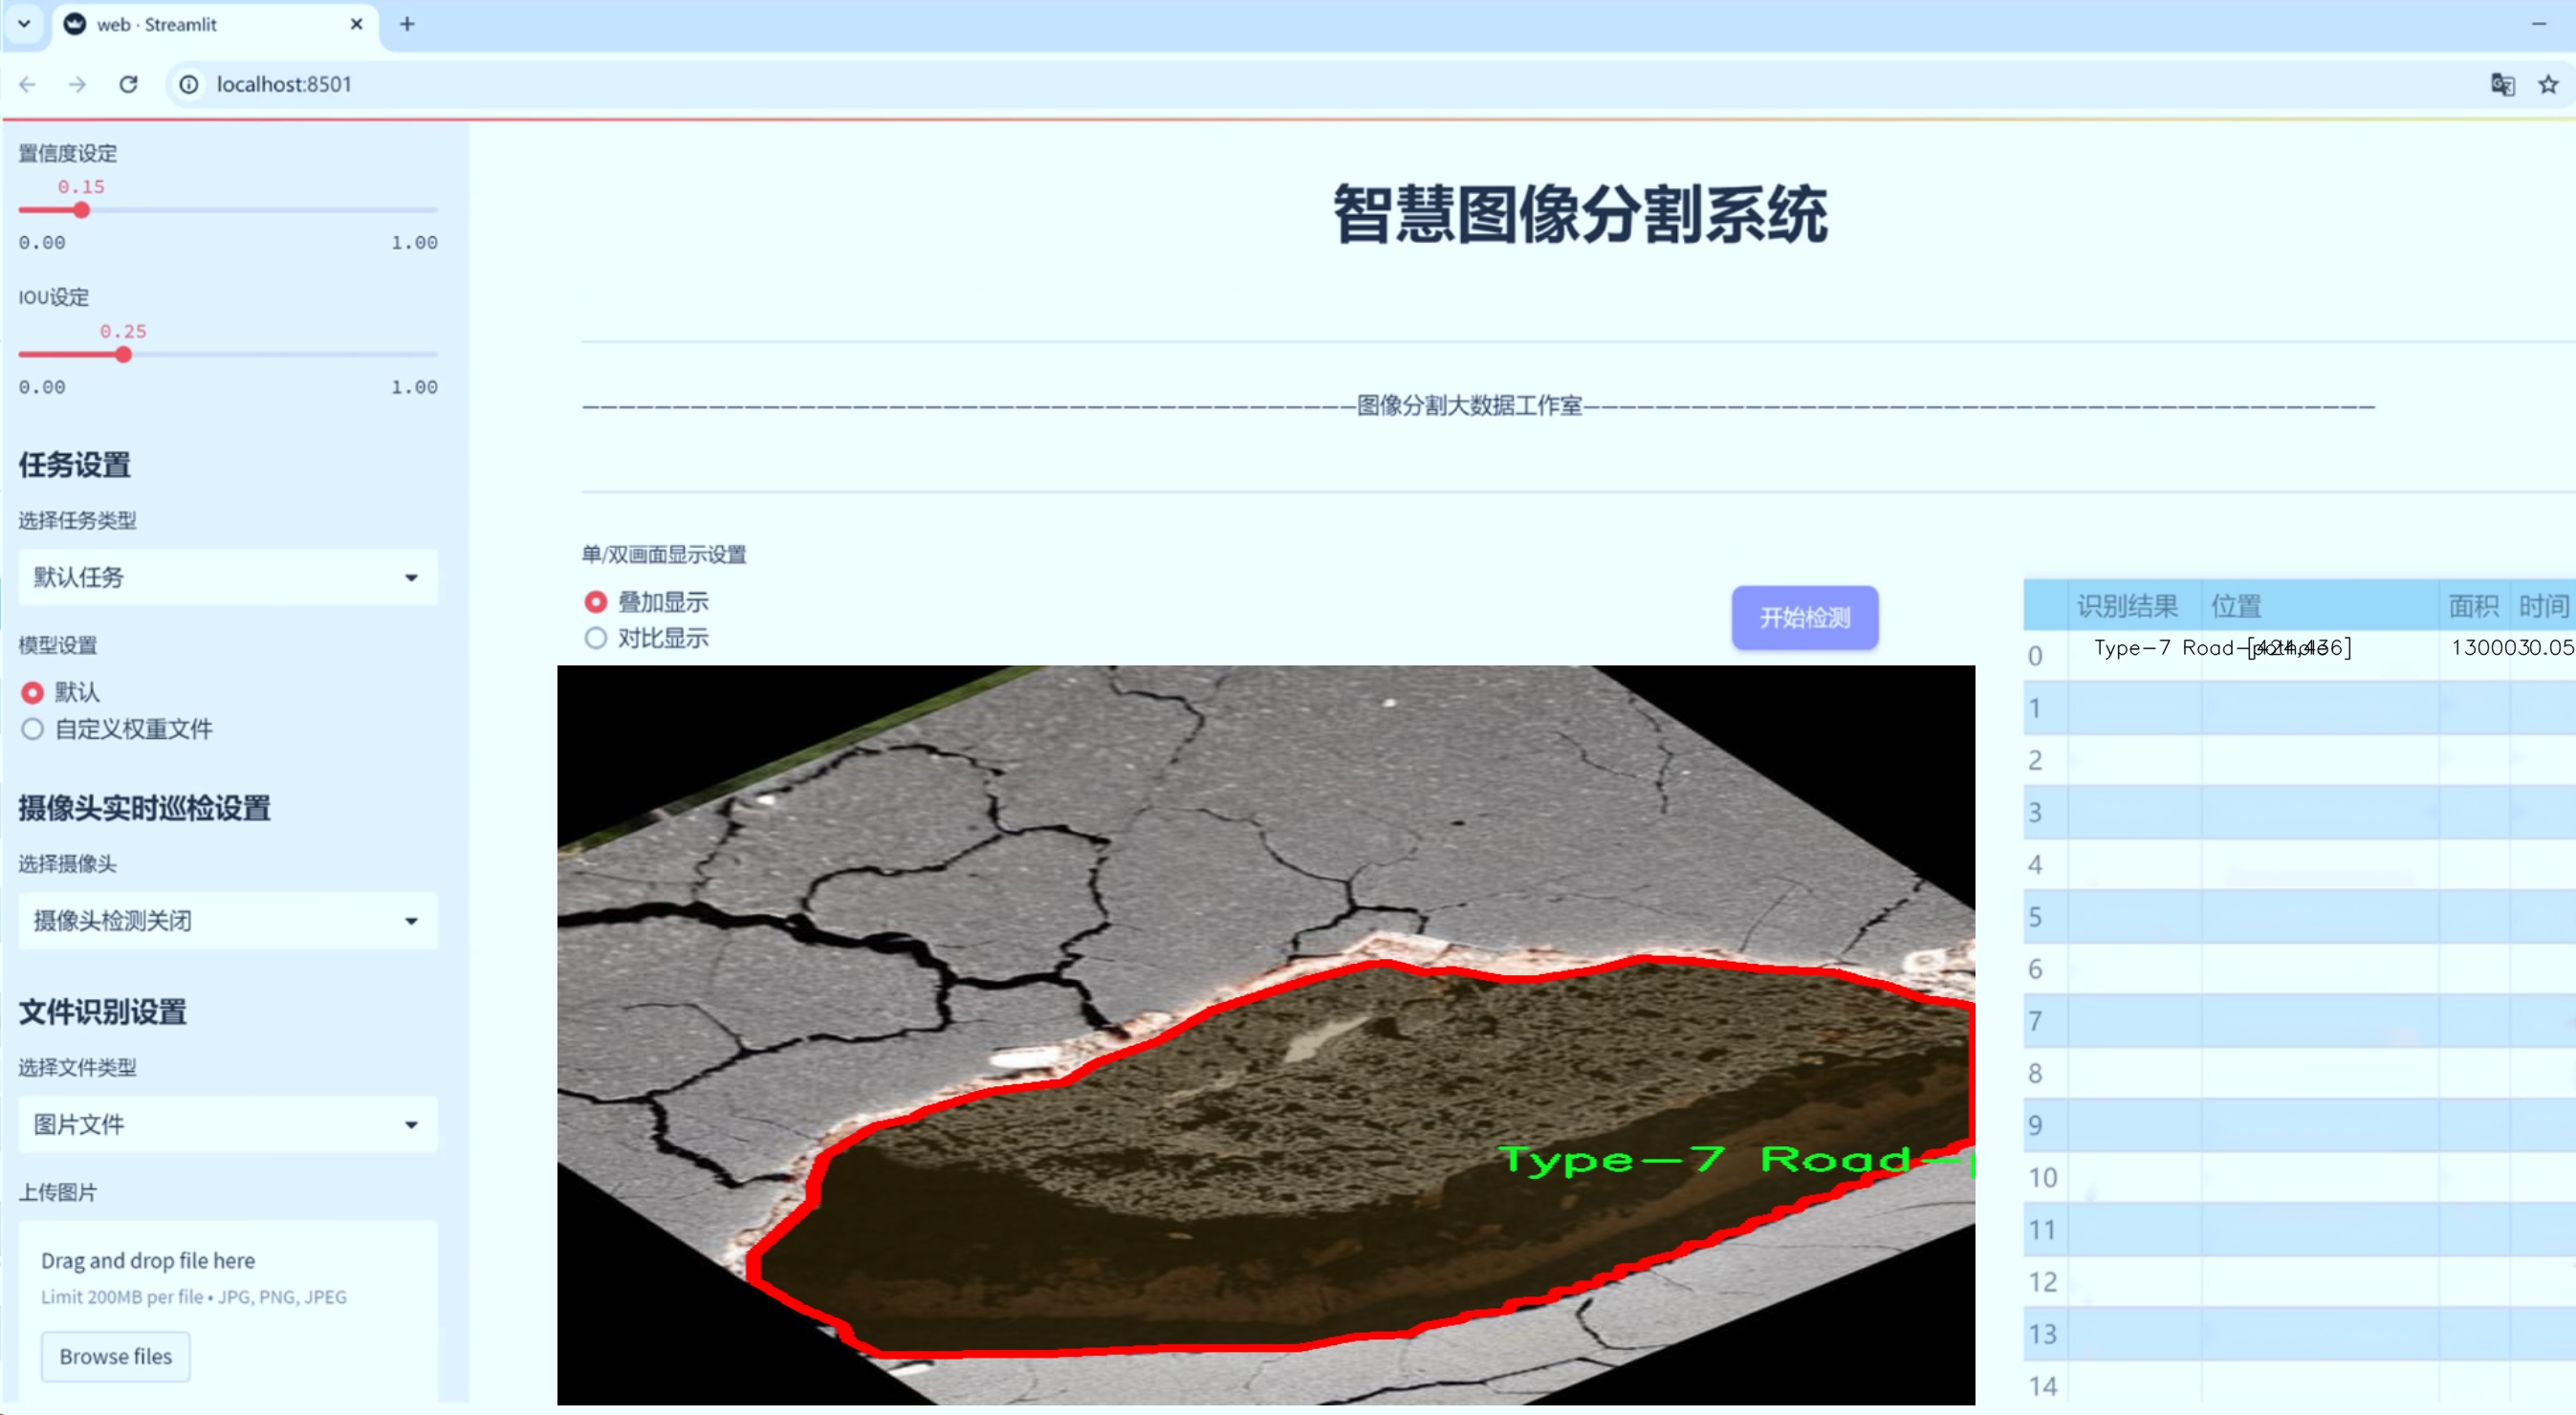 web · Streamlit
localhost:8501
置信度设定
0.15
0.00 1.00
IOU设定
0.25
0.00 1.00
任务设置
选择任务类型
默认任务
模型设置
默认
自定义权重文件
摄像头实时巡检设置
选择摄像头
摄像头检测关闭
文件识别设置
选择文件类型
图片文件
上传图片
Drag and drop file here
Limit 200MB per file • JPG, PNG, JPEG
Browse files
智慧图像分割系统
图像分割大数据工作室
单/双画面显示设置
叠加显示
对比显示
开始检测
Type-7 Road-
识别结果 位置 面积 时间
0 Type-7 Road- 130003 0.05
1
2
3
4
5
6
7
8
9
10
11
12
13
14